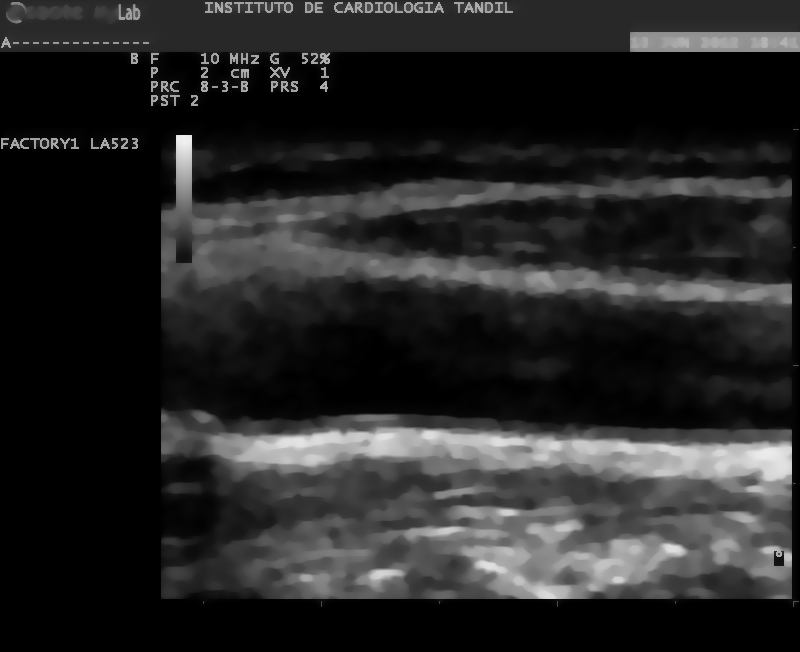 Lab
INSTITUTO DE CARDIOLOGIA TANDIL
A--------------
B F 10 MHz G 52%
P 2 cm XV 1
PRC 8-3-B PRS 4
PST 2
FACTORY1 LA523